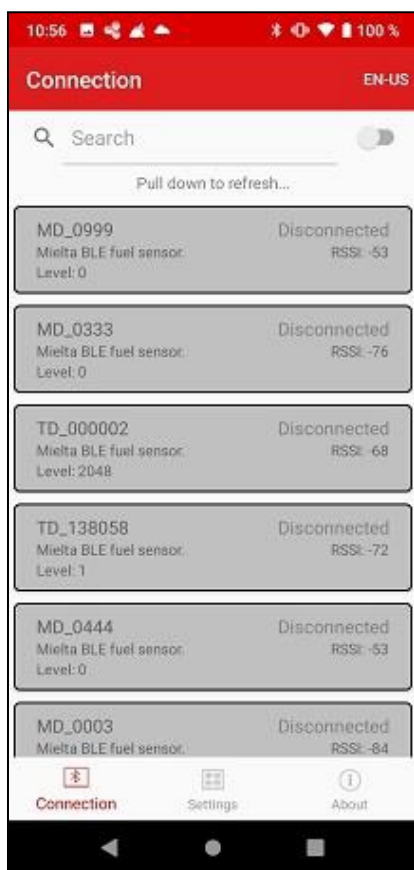 10:56 100 %
Connection EN-US
Search
Pull down to refresh...
MD_0999 Disconnected
Mielta BLE fuel sensor. RSSI: -53
Level: 0
MD_0333 Disconnected
Mielta BLE fuel sensor. RSSI: -76
Level: 0
TD_000002 Disconnected
Mielta BLE fuel sensor. RSSI: -68
Level: 2048
TD_138058 Disconnected
Mielta BLE fuel sensor. RSSI: -72
Level: 1
MD_0444 Disconnected
Mielta BLE fuel sensor. RSSI: -53
Level: 0
MD_0003 Disconnected
Mielta BLE fuel sensor. RSSI: -84
Connection Settings About